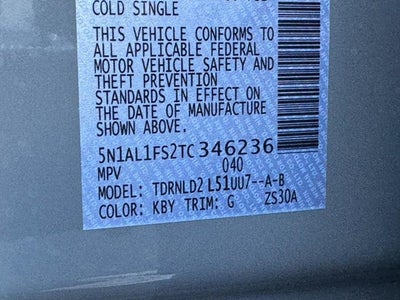 COLD SINGLE
THIS VEHICLE CONFORMS TO
ALL APPLICABLE FEDERAL
MOTOR VEHICLE SAFETY AND
THEFT PREVENTION
STANDARDS IN EFFECT ON
THE DATE OF MANUFACTURE
SHOWN ABOVE.
5N1AL1FS2TC346236
MPV 040
MODEL: TDRNLD2 L51UU7--A-B
COLOR: KBY TRIM: G ZS30A